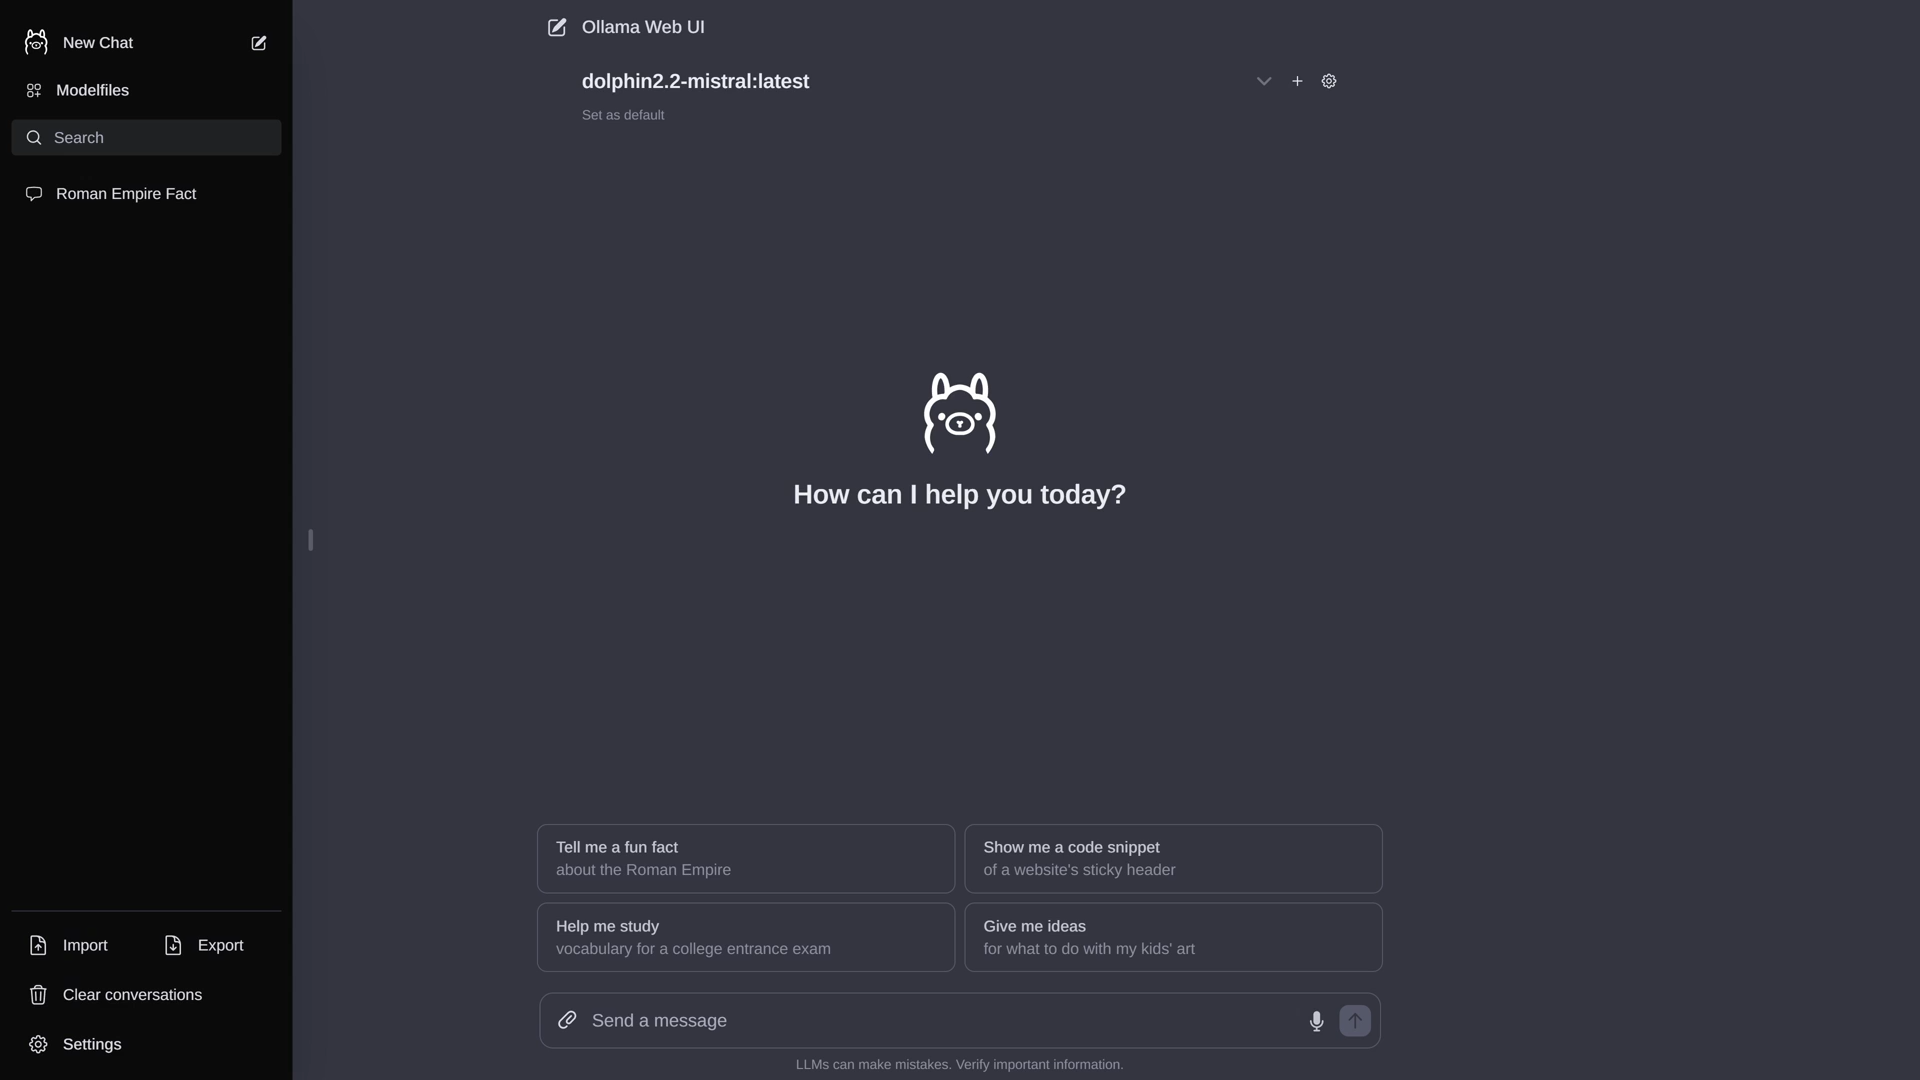 New Chat
Modelfiles
Search
Roman Empire Fact
Import
Export
Clear conversations
Settings
Ollama Web UI
dolphin2.2-mistral:latest
Set as default
How can I help you today?
Tell me a fun fact
about the Roman Empire
Show me a code snippet
of a website's sticky header
Help me study
vocabulary for a college entrance exam
Give me ideas
for what to do with my kids' art
Send a message
LLMs can make mistakes. Verify important information.